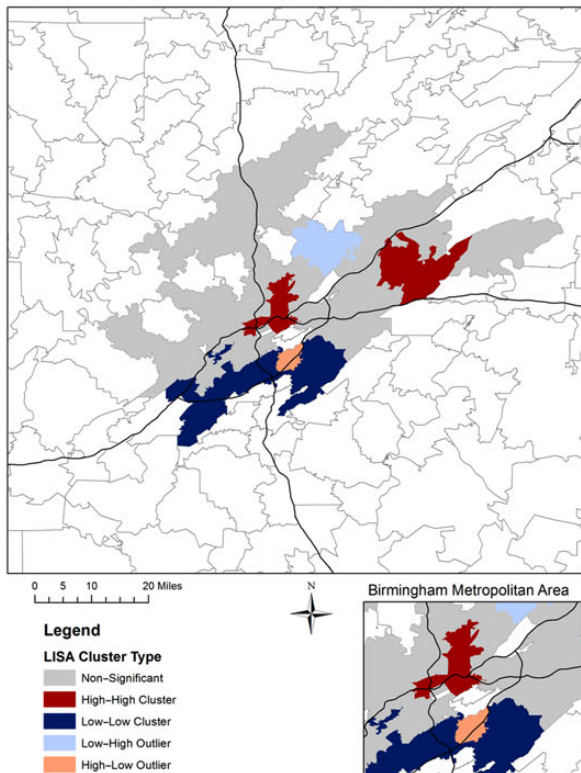 0 5 10 20 Miles
N
Birmingham Metropolitan Area
Legend
LISA Cluster Type
Non-Significant
High-High Cluster
Low-Low Cluster
Low-High Outlier
High-Low Outlier